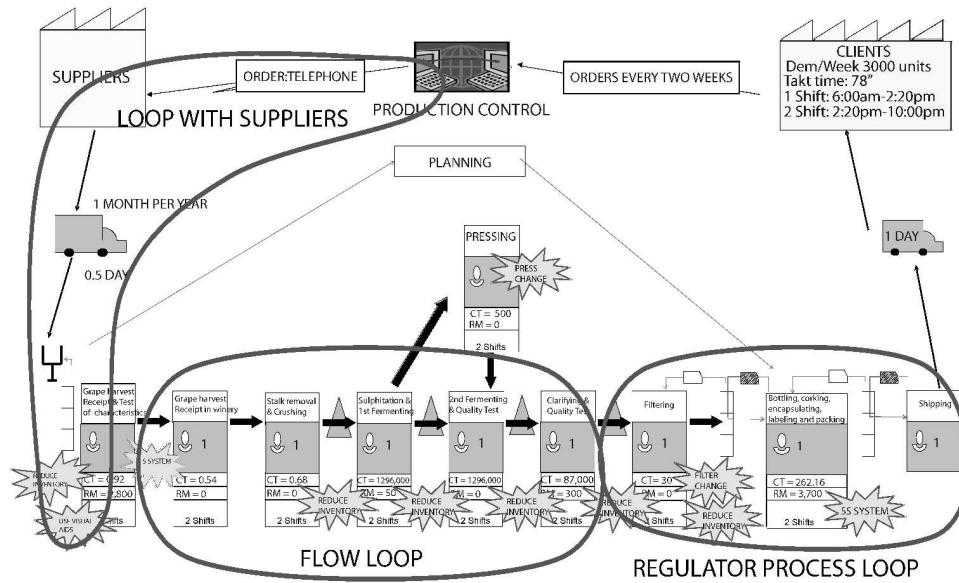 SUPPLIERS
ORDER:TELEPHONE
PRODUCTION CONTROL
ORDERS EVERY TWO WEEKS
CLIENTS
Dem/Week 3000 units
Takt time: 78"
1 Shift: 6:00am-2:20pm
2 Shift: 2:20pm-10:00pm
LOOP WITH SUPPLIERS
PLANNING
1 MONTH PER YEAR
0.5 DAY
1 DAY
PRESSING
PRESS
CHANGE
CT = 500
RM = 0
2 Shifts
Grape harvest
Receipt & Test
of characteristics
1
CT = 0.92
RM = 2,800
2 Shifts
REDUCE
INVENTORY
USE VISUAL
AIDS
Grape harvest
Receipt in winery
1
CT = 0.54
RM = 0
2 Shifts
5 SYSTEM
Stalk removal
& Crushing
1
CT = 0.68
RM = 0
2 Shifts
REDUCE
INVENTORY
Sulphitation &
1st Fermenting
1
CT = 1296,000
RM = 50
2 Shifts
REDUCE
INVENTORY
2nd Fermenting
& Quality Test
1
CT = 1296,000
RM = 0
2 Shifts
REDUCE
INVENTORY
Clarifying &
Quality Test
1
CT = 87,000
RM = 300
2 Shifts
REDUCE
INVENTORY
Filtering
1
CT = 30
RM = 0
2 Shifts
FILTER
CHANGE
REDUCE
INVENTORY
Bottling, corking,
encapsulating,
labeling and packing
1
CT = 262.16
RM = 3,700
2 Shifts
5S SYSTEM
Shipping
1
FLOW LOOP
REGULATOR PROCESS LOOP